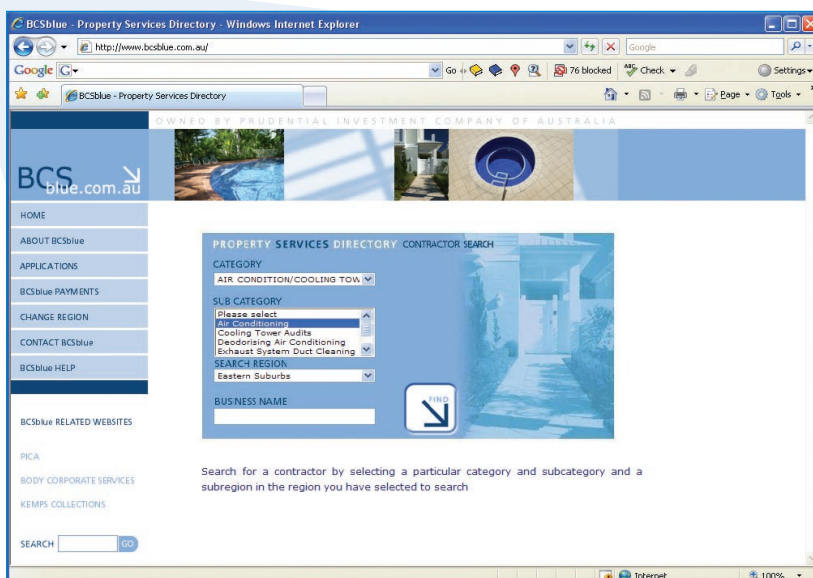 BCSblue - Property Services Directory - Windows Internet Explorer
http://www.bcsblue.com.au/
Google
Google
G
Go
76 blocked
ABC Check
Settings
BCSblue - Property Services Directory
Page
Tools
OWNED BY PRUDENTIAL INVESTMENT COMPANY OF AUSTRALIA
BCS
blue.com.au
HOME
ABOUT BCSblue
APPLICATIONS
BCSblue PAYMENTS
CHANGE REGION
CONTACT BCSblue
BCSblue HELP
BCSblue RELATED WEBSITES
PICA
BODY CORPORATE SERVICES
KEMPS COLLECTIONS
SEARCH
GO
PROPERTY SERVICES DIRECTORY CONTRACTOR SEARCH
CATEGORY
AIR CONDITION/COOLING TOW
SUB CATEGORY
Please select
Air Conditioning
Cooling Tower Audits
Deodorising Air Conditioning
Exhaust System Duct Cleaning
SEARCH REGION
Eastern Suburbs
BUSINESS NAME
FIND
Search for a contractor by selecting a particular category and subcategory and a
subregion in the region you have selected to search
Internet
100%